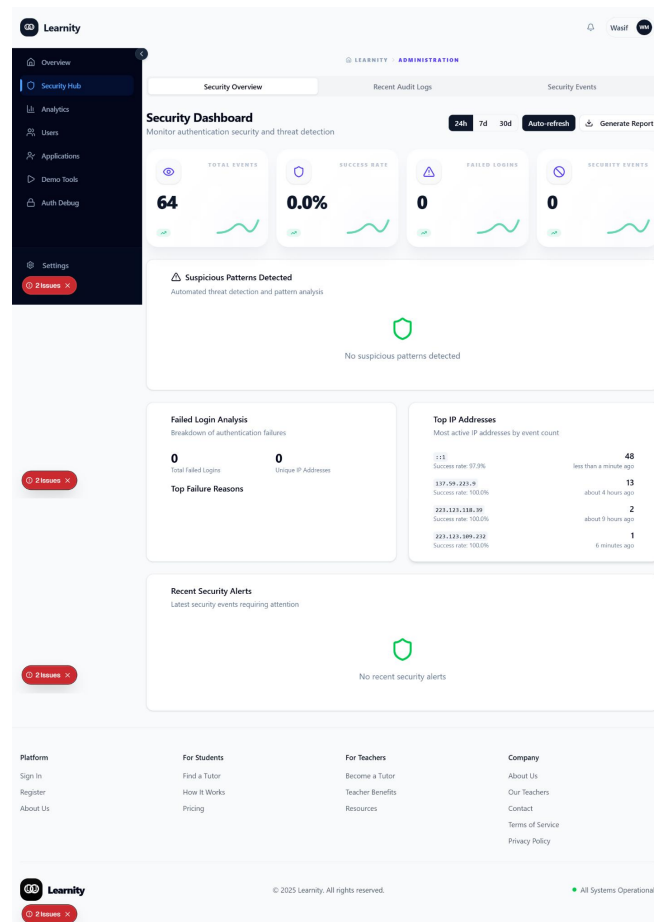 Learnity
Wasif WM
Overview
Security Hub
Analytics
Users
Applications
Demo Tools
Auth Debug
Settings
2 Issues ×
LEARNITY > ADMINISTRATION
Security Overview Recent Audit Logs Security Events
Security Dashboard
Monitor authentication security and threat detection
24h 7d 30d Auto-refresh Generate Report
TOTAL EVENTS
64
SUCCESS RATE
0.0%
FAILED LOGINS
0
SECURITY EVENTS
0
Suspicious Patterns Detected
Automated threat detection and pattern analysis
No suspicious patterns detected
Failed Login Analysis
Breakdown of authentication failures
0
Total Failed Logins
0
Unique IP Addresses
Top Failure Reasons
Top IP Addresses
Most active IP addresses by event count
::1 48
Success rate: 97.9% less than a minute ago
137.59.223.9 13
Success rate: 100.0% about 4 hours ago
223.123.118.39 2
Success rate: 100.0% about 9 hours ago
223.123.109.232 1
Success rate: 100.0% 6 minutes ago
2 Issues ×
Recent Security Alerts
Latest security events requiring attention
No recent security alerts
2 Issues ×
Platform
Sign In
Register
About Us
For Students
Find a Tutor
How It Works
Pricing
For Teachers
Become a Tutor
Teacher Benefits
Resources
Company
About Us
Our Teachers
Contact
Terms of Service
Privacy Policy
Learnity
© 2025 Learnity. All rights reserved.
All Systems Operational
2 Issues ×